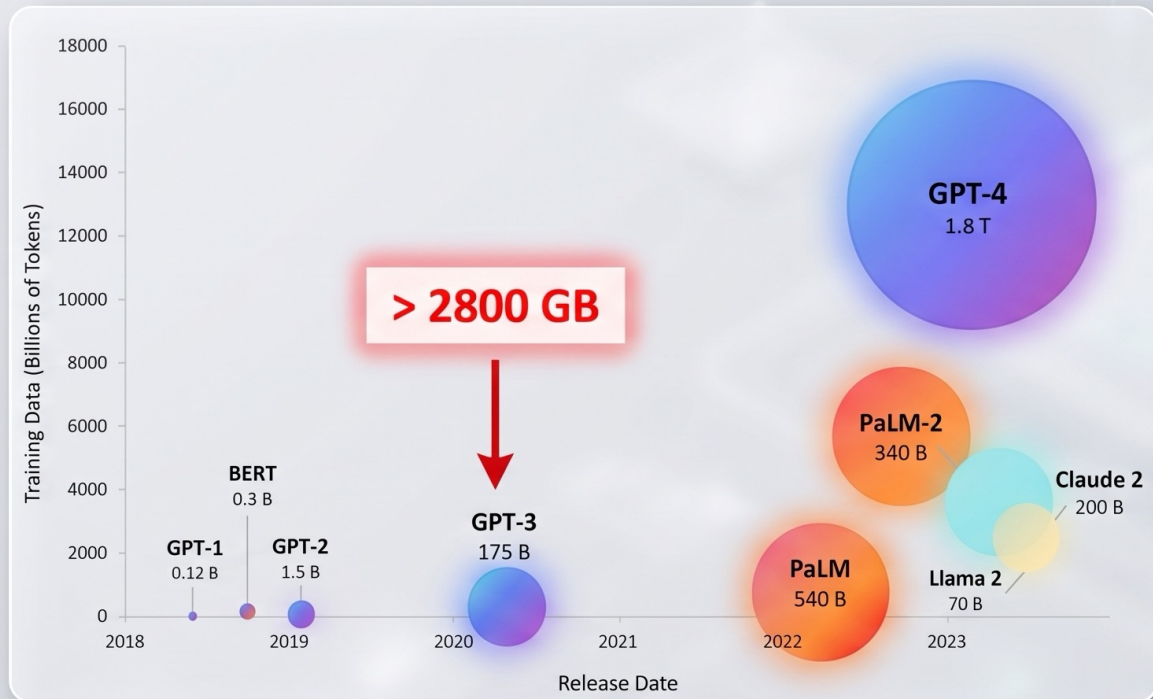 18000
16000
14000
12000
10000
8000
6000
4000
2000
0
Training Data (Billions of Tokens)
GPT-4
1.8 T
> 2800 GB
PaLM-2
340 B
BERT
0.3 B
Claude 2
200 B
GPT-3
175 B
GPT-1
0.12 B
GPT-2
1.5 B
PaLM
540 B
Llama 2
70 B
2018
2019
2020
2021
2022
2023
Release Date